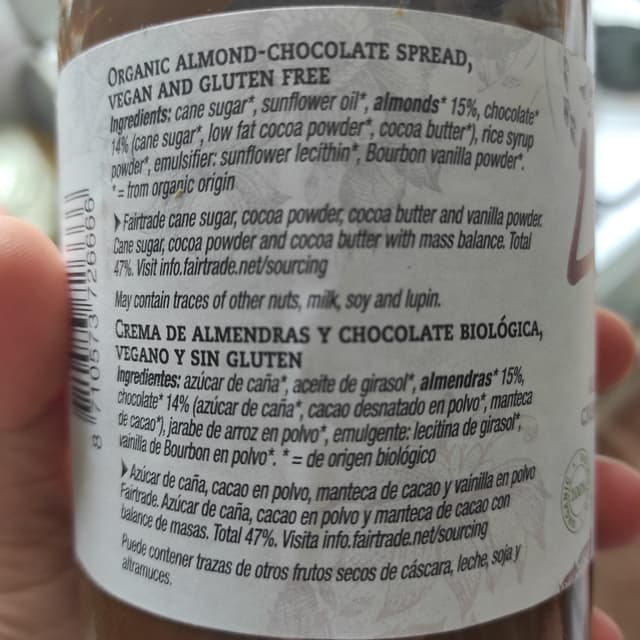 ORGANIC ALMOND-CHOCOLATE SPREAD,
VEGAN AND GLUTEN FREE
Ingredients: cane sugar*, sunflower oil*, almonds* 15%, chocolate*
14% (cane sugar*, low fat cocoa powder*, cocoa butter*), rice syrup
powder*, emulsifier: sunflower lecithin*, Bourbon vanilla powder*.
* = from organic origin
Fairtrade cane sugar, cocoa powder, cocoa butter and vanilla powder.
Cane sugar, cocoa powder and cocoa butter with mass balance. Total
47%. Visit info.fairtrade.net/sourcing
May contain traces of other nuts, milk, soy and lupin.
CREMA DE ALMENDRAS Y CHOCOLATE BIOLÓGICA,
VEGANO Y SIN GLUTEN
Ingredientes: azúcar de caña*, aceite de girasol*, almendras* 15%,
chocolate* 14% (azúcar de caña*, cacao desnatado en polvo*, manteca
de cacao*), jarabe de arroz en polvo*, emulgente: lecitina de girasol*,
vainilla de Bourbon en polvo*. * = de origen biológico
Azúcar de caña, cacao en polvo, manteca de cacao y vainilla en polvo
Fairtrade. Azúcar de caña, cacao en polvo y manteca de cacao con
balance de masas. Total 47%. Visita info.fairtrade.net/sourcing
Puede contener trazas de otros frutos secos de cáscara, leche, soja y
altramuces.
8 710573 726666